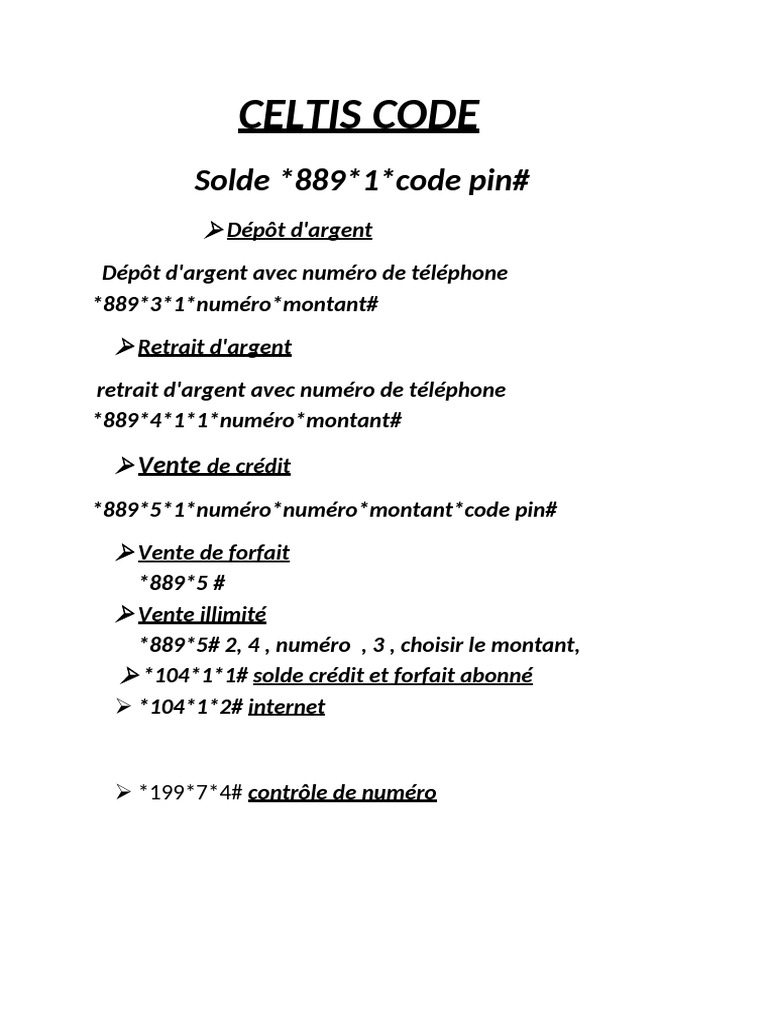 CELTIS CODE
Solde *889*1*code pin#
➢ Dépôt d'argent
Dépôt d'argent avec numéro de téléphone
*889*3*1*numéro*montant#
➢ Retrait d'argent
retrait d'argent avec numéro de téléphone
*889*4*1*1*numéro*montant#
➢ Vente de crédit
*889*5*1*numéro*numéro*montant*code pin#
➢ Vente de forfait
*889*5 #
➢ Vente illimité
*889*5# 2, 4 , numéro , 3 , choisir le montant,
➢ *104*1*1# solde crédit et forfait abonné
➢ *104*1*2# internet
➢ *199*7*4# contrôle de numéro